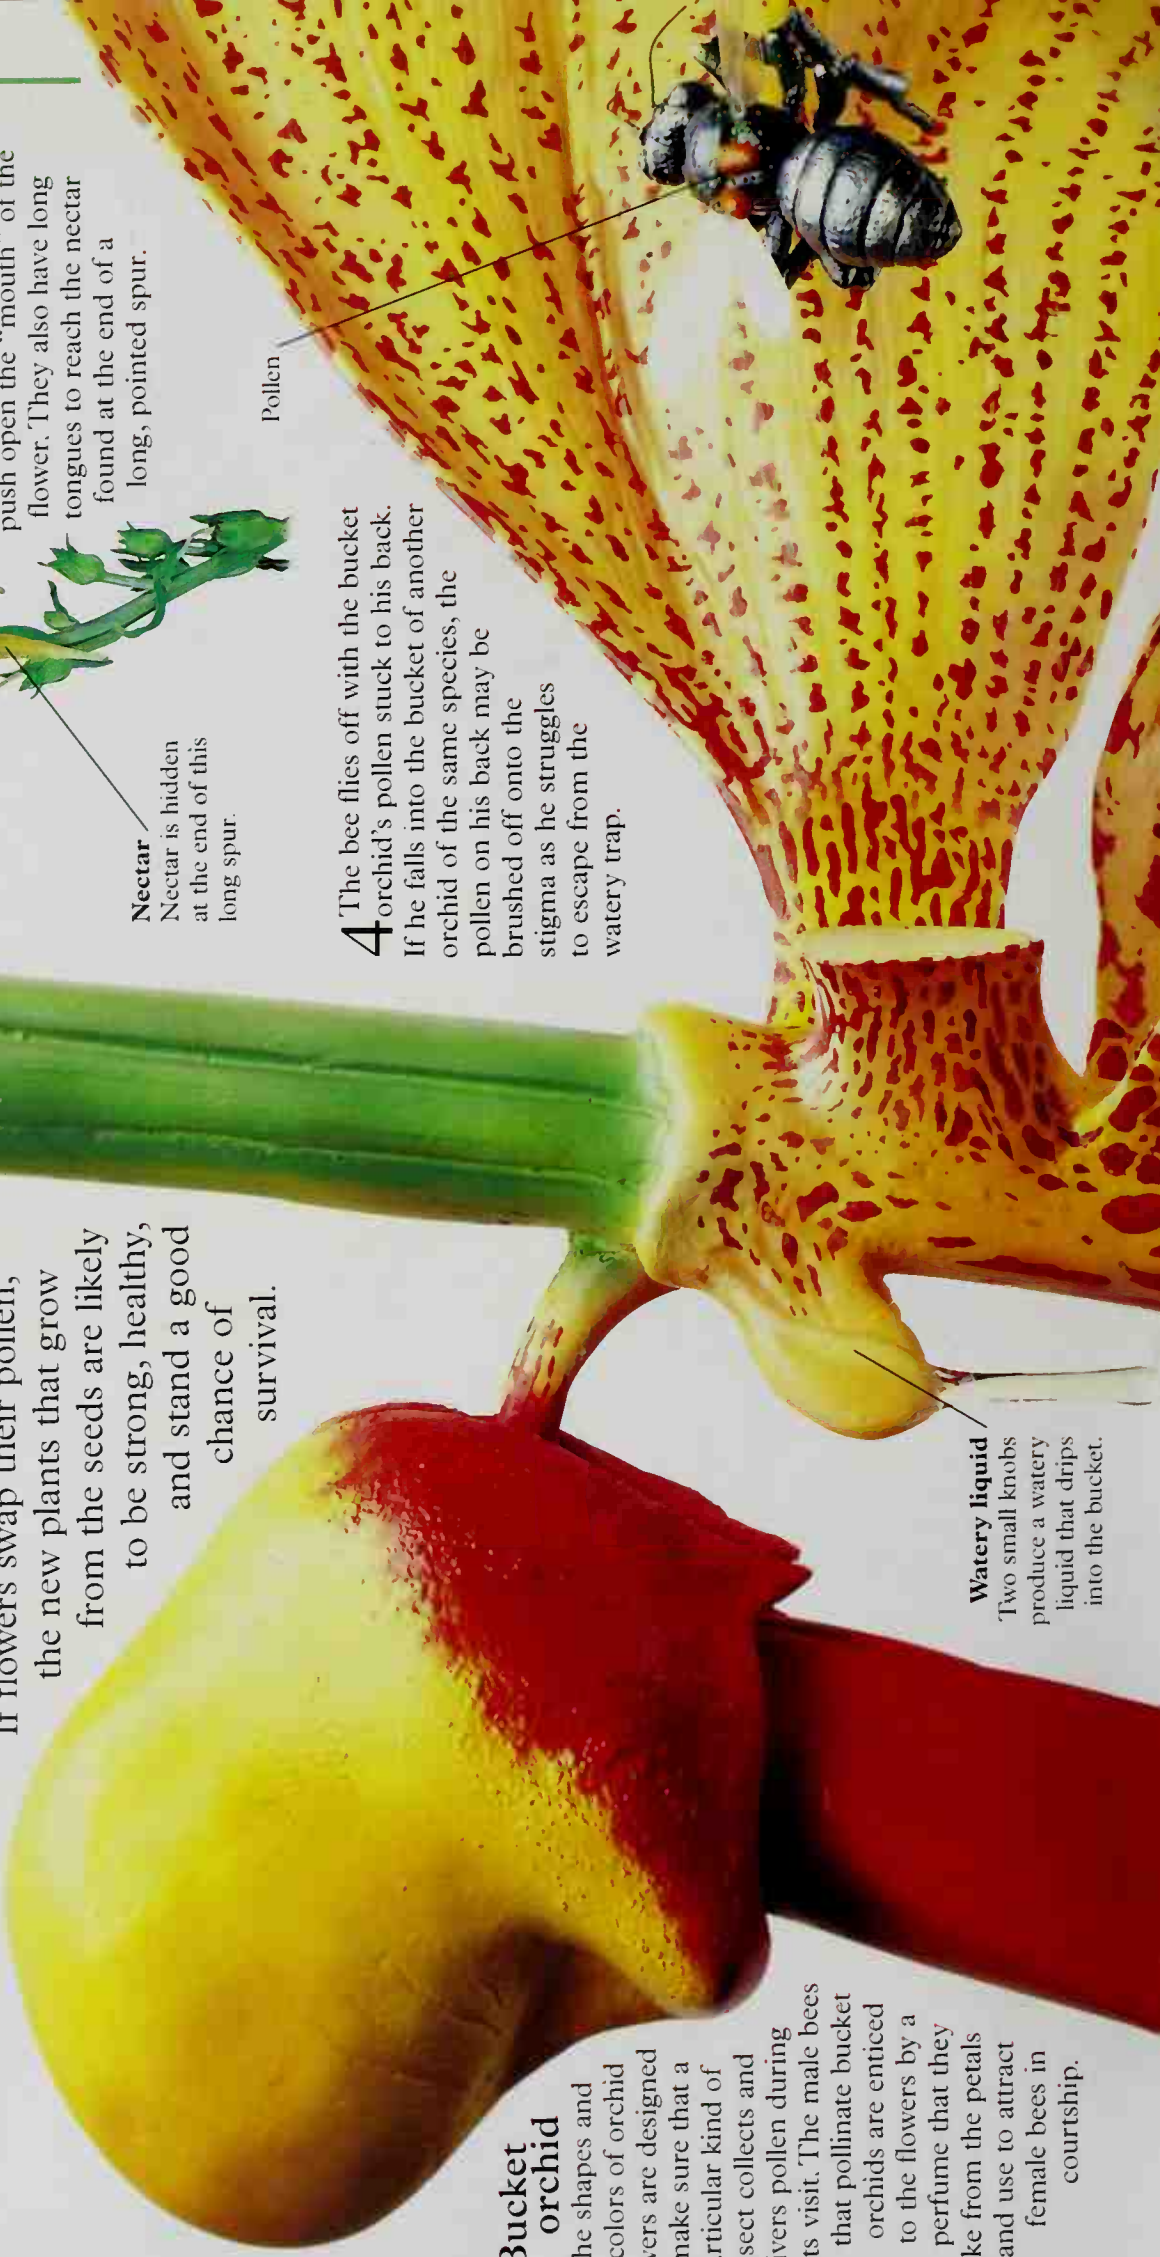 If flowers swap their pollen,
the new plants that grow
from the seeds are likely
to be strong, healthy,
and stand a good
chance of
survival.
Bucket
orchid
he shapes and
colors of orchid
vers are designed
make sure that a
rticular kind of
sect collects and
ivers pollen during
ts visit. The male bees
that pollinate bucket
orchids are enticed
to the flowers by a
perfume that they
ke from the petals
and use to attract
female bees in
courtship.
Watery liquid
Two small knobs
produce a watery
liquid that drips
into the bucket.
Nectar
Nectar is hidden
at the end of this
long spur.
push open the "mouth" of the
flower. They also have long
tongues to reach the nectar
found at the end of a
long, pointed spur.
Pollen
4 The bee flies off with the bucket
orchid's pollen stuck to his back.
If he falls into the bucket of another
orchid of the same species, the
pollen on his back may be
brushed off onto the
stigma as he struggles
to escape from the
watery trap.